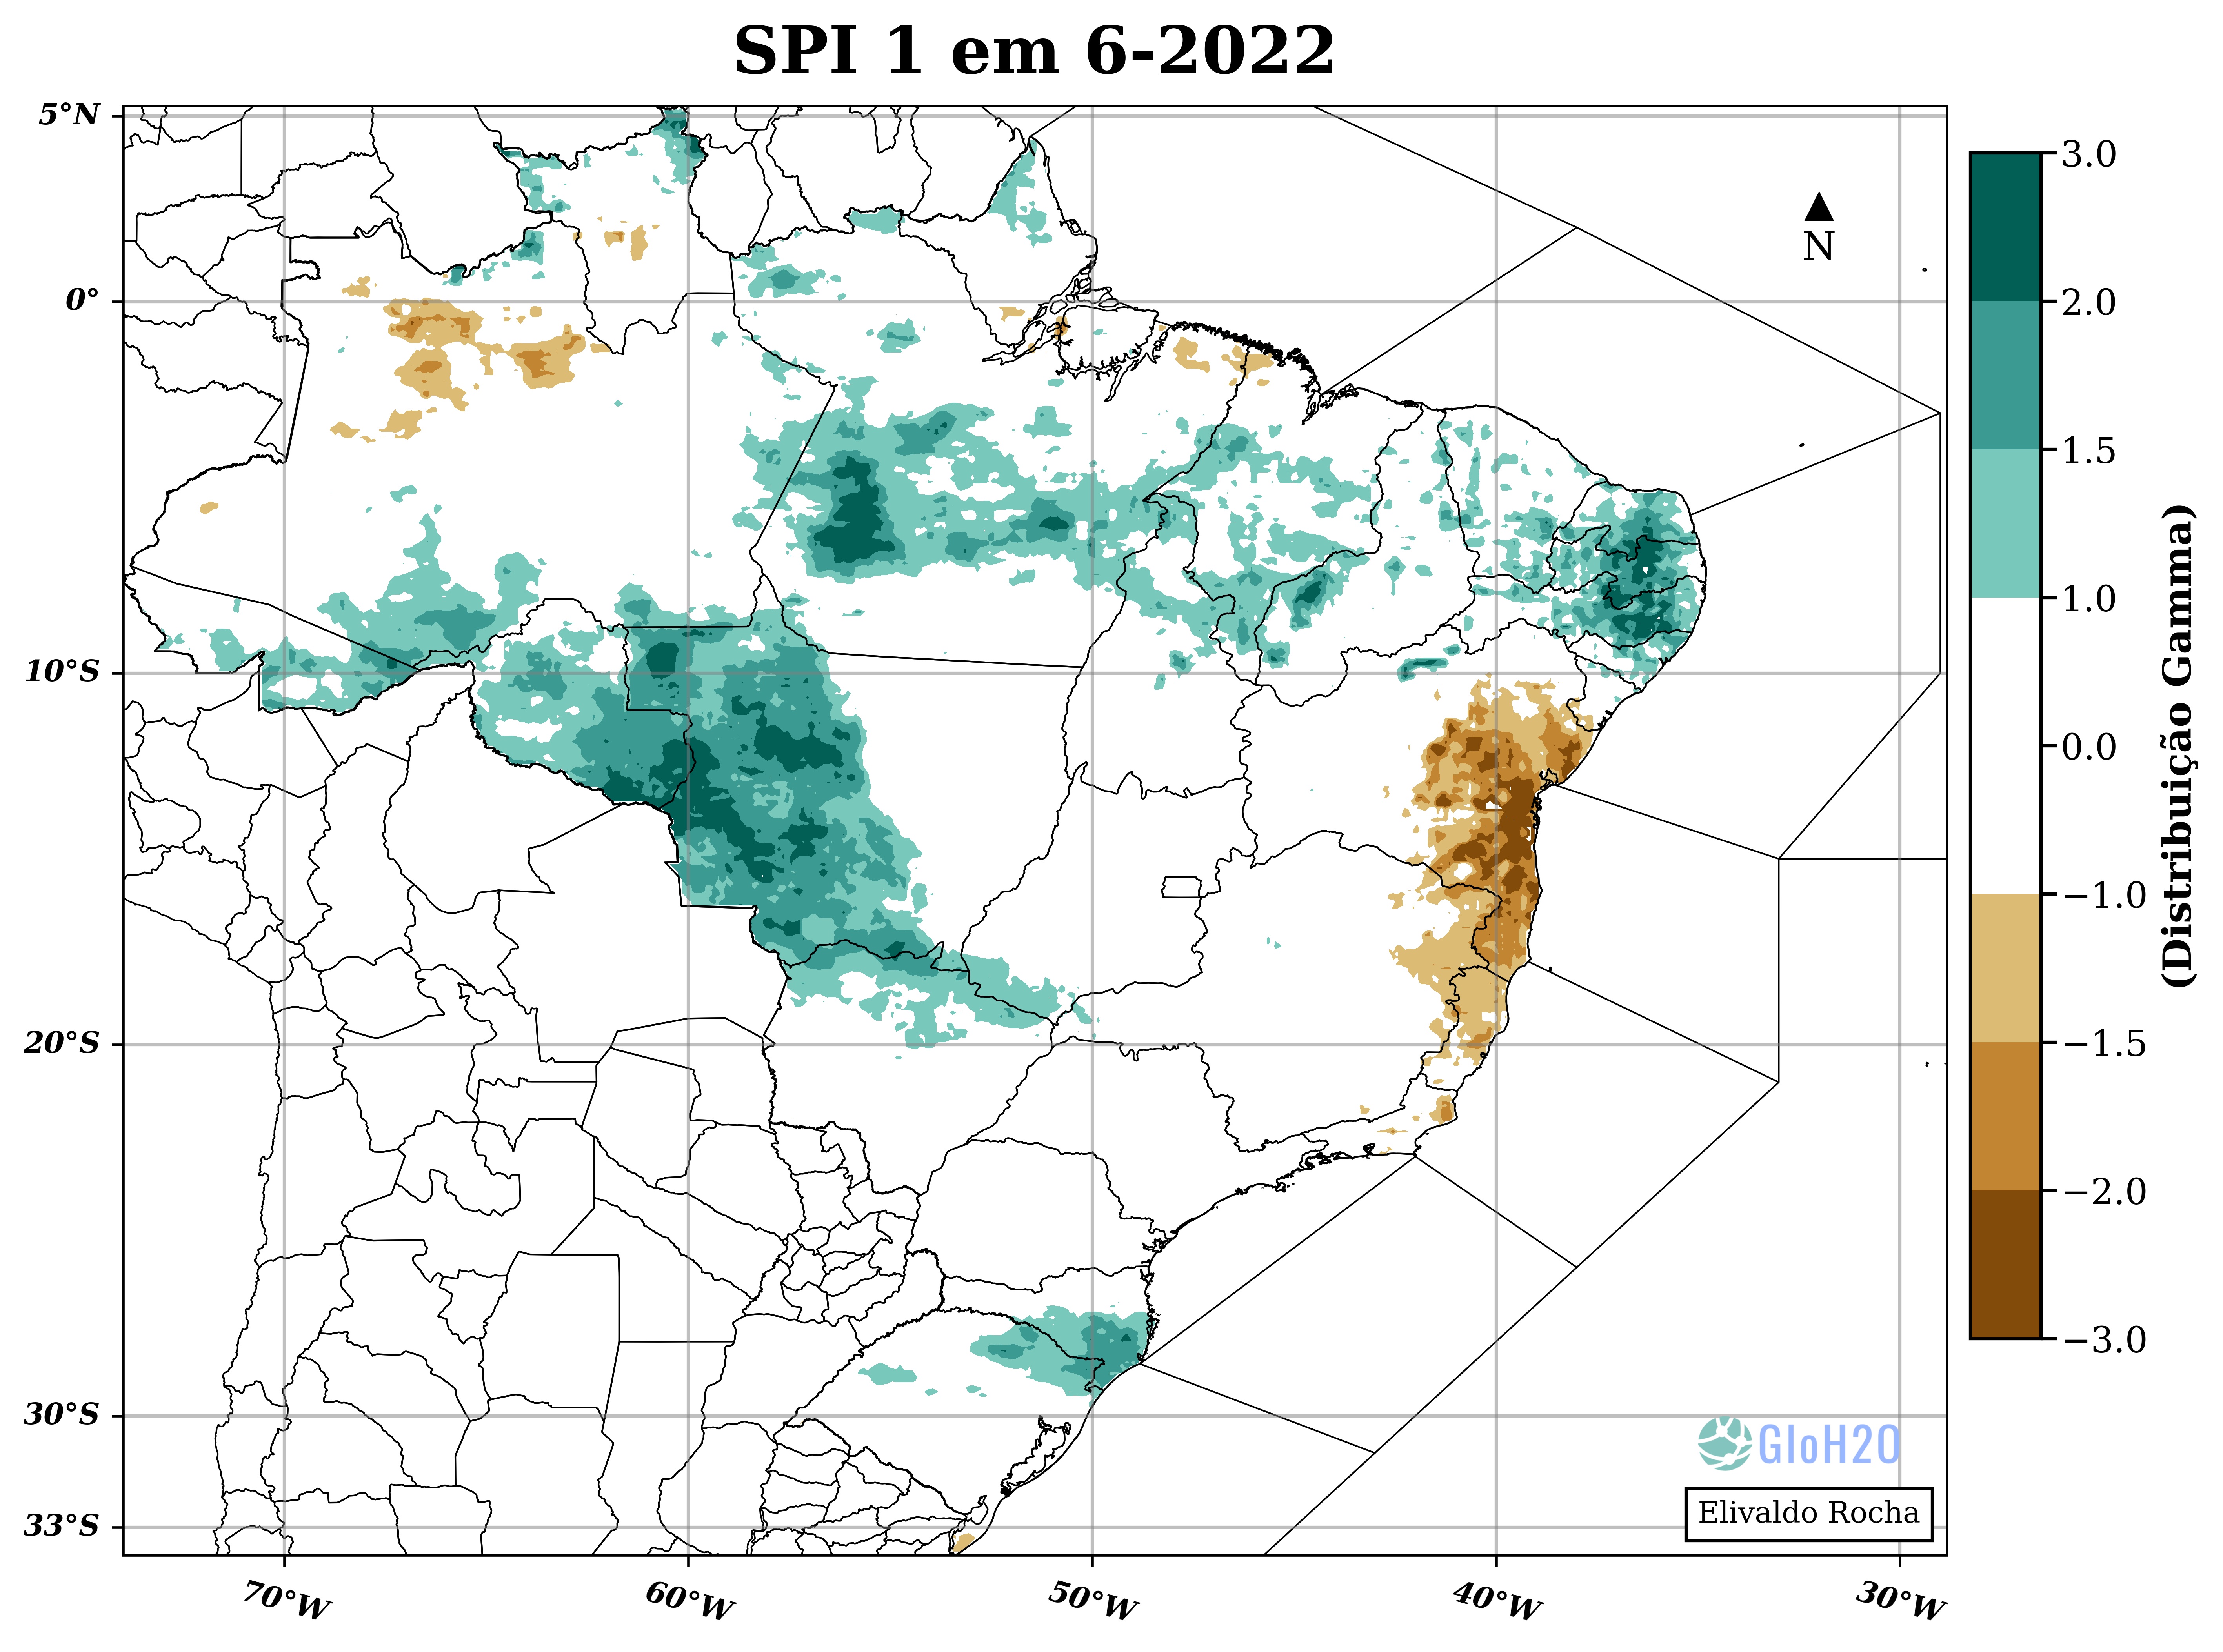 SPI 1 em 6-2022
5°N
0°
10°S
20°S
30°S
33°S
70°W
60°W
50°W
40°W
30°W
N
3.0
2.0
1.5
1.0
0.0
−1.0
−1.5
−2.0
−3.0
(Distribuição Gamma)
GloH2O
Elivaldo Rocha